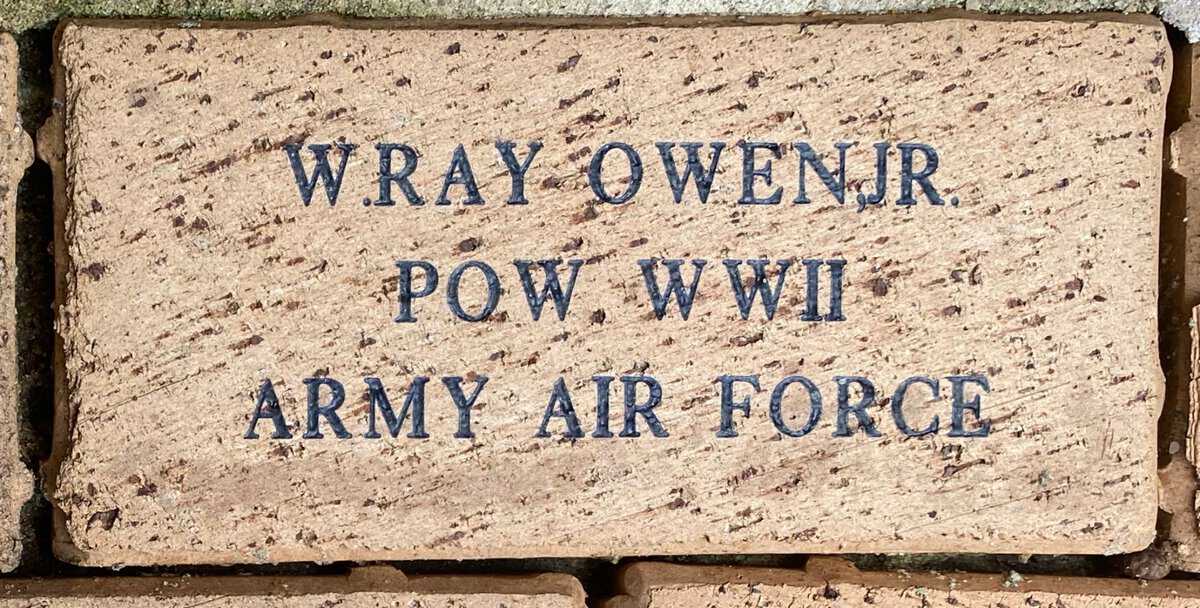 W.RAY OWEN,JR.
POW WWII
ARMY AIR FORCE